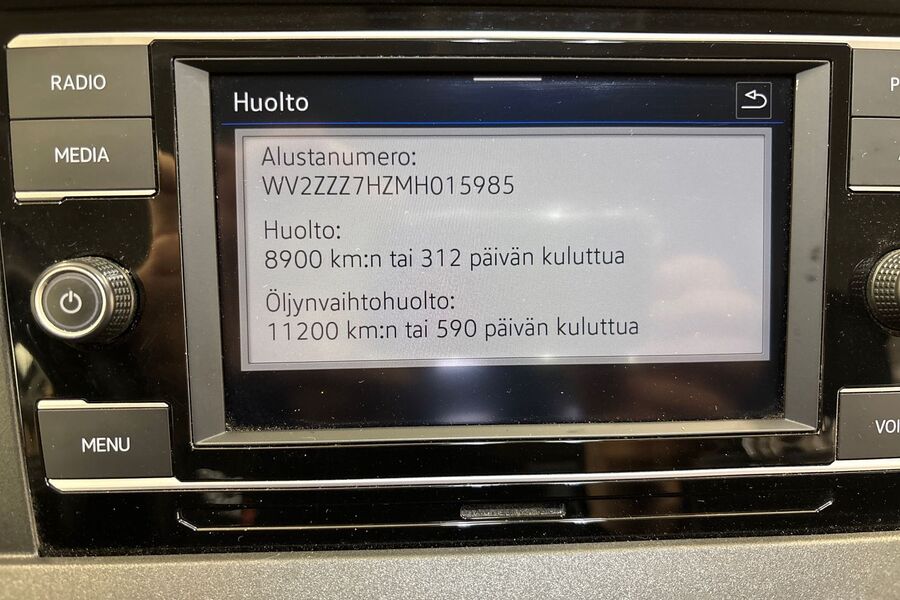 RADIO
MEDIA
MENU
Huolto
Alustanumero:
WV2ZZZ7HZMH015985
Huolto:
8900 km:n tai 312 päivän kuluttua
Öljynvaihtohuolto:
11200 km:n tai 590 päivän kuluttua